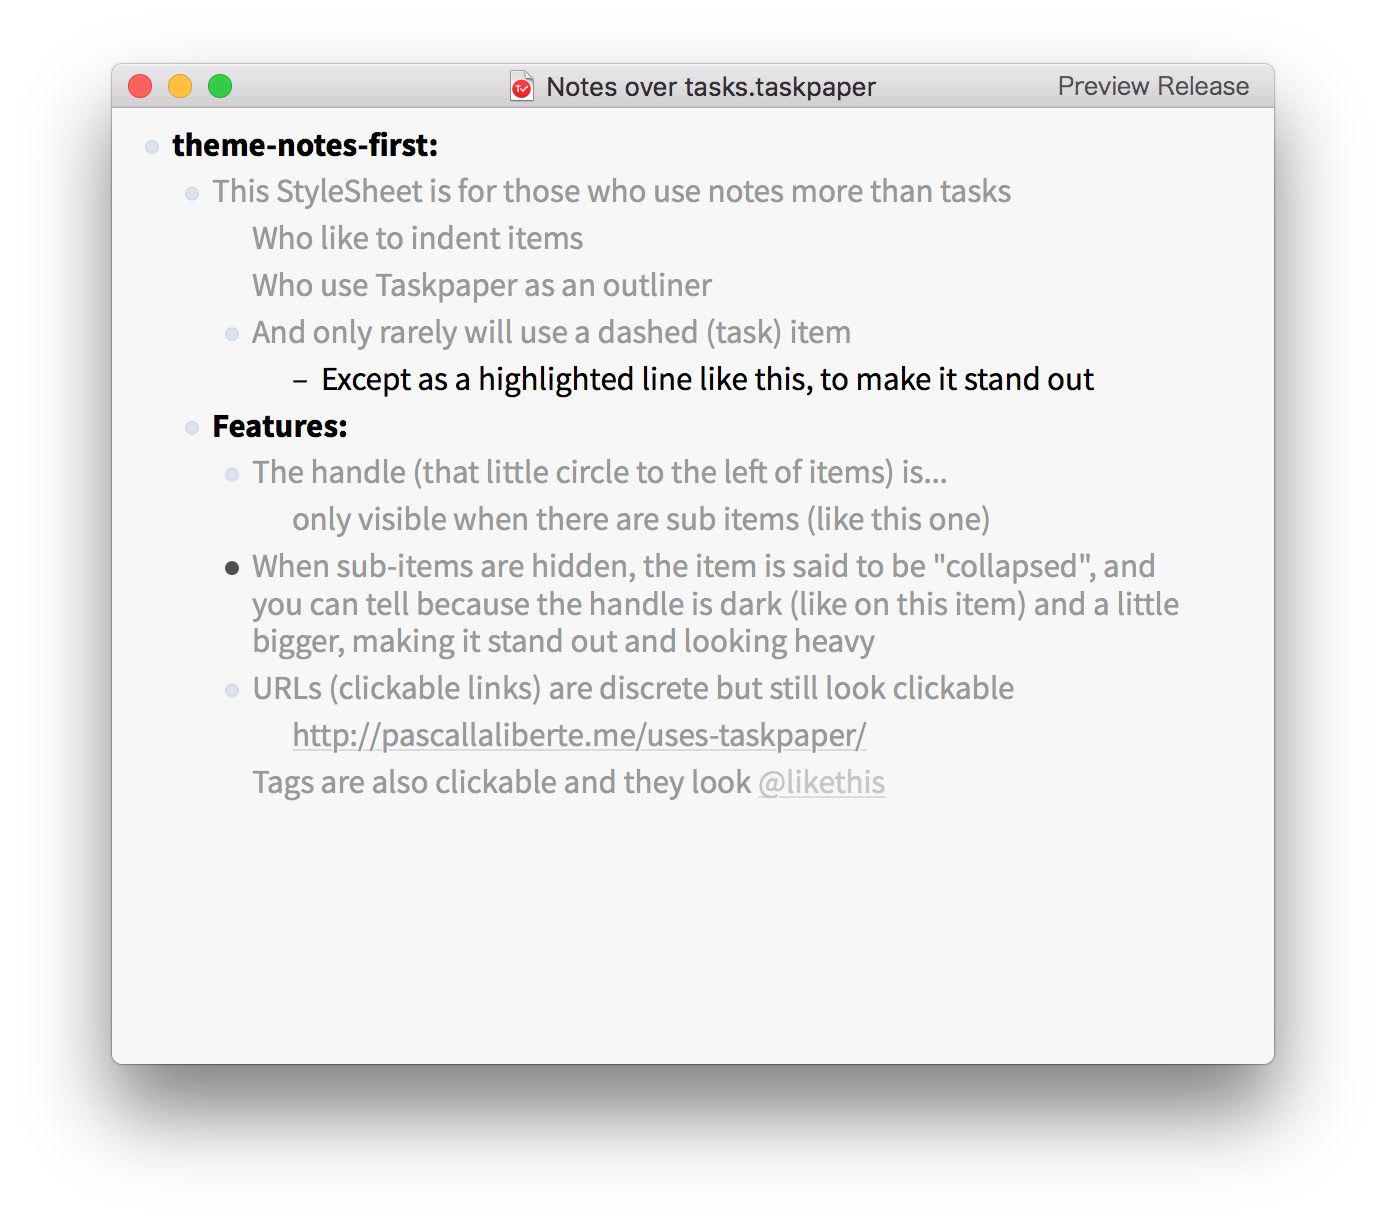 Notes over tasks.taskpaper
Preview Release
theme-notes-first:
This StyleSheet is for those who use notes more than tasks
Who like to indent items
Who use Taskpaper as an outliner
And only rarely will use a dashed (task) item
– Except as a highlighted line like this, to make it stand out
Features:
The handle (that little circle to the left of items) is...
only visible when there are sub items (like this one)
When sub-items are hidden, the item is said to be "collapsed", and
you can tell because the handle is dark (like on this item) and a little
bigger, making it stand out and looking heavy
URLs (clickable links) are discrete but still look clickable
http://pascallaliberte.me/uses-taskpaper/
Tags are also clickable and they look @likethis